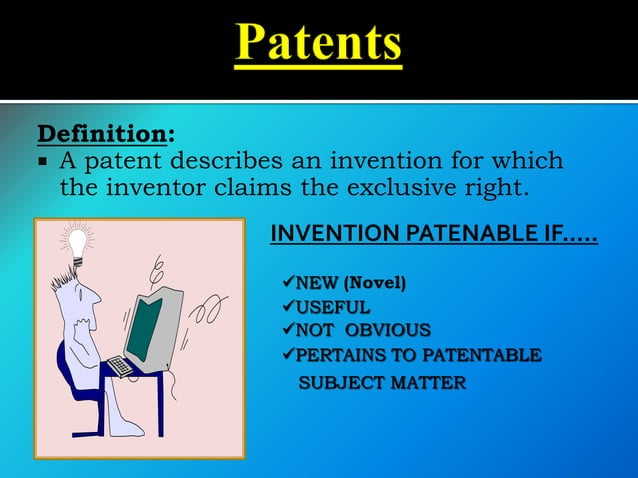 Patents
Definition:
▪ A patent describes an invention for which
the inventor claims the exclusive right.
INVENTION PATENABLE IF…..
✓NEW (Novel)
✓USEFUL
✓NOT OBVIOUS
✓PERTAINS TO PATENTABLE
SUBJECT MATTER